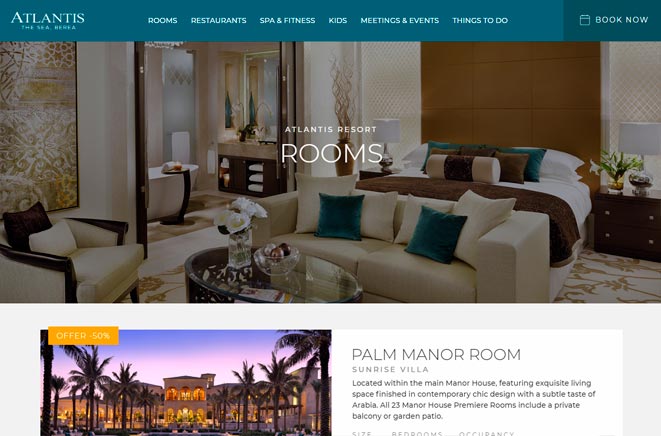 ATLANTIS
THE SEA, BEREA
ROOMS RESTAURANTS SPA & FITNESS KIDS MEETINGS & EVENTS THINGS TO DO
BOOK NOW
ATLANTIS RESORT
ROOMS
OFFER -50%
PALM MANOR ROOM
SUNRISE VILLA
Located within the main Manor House, featuring exquisite living
space finished in contemporary chic design with a subtle taste of
Arabia. All 23 Manor House Premiere Rooms include a private
balcony or garden patio.
SIZE BEDROOMS OCCUPANCY